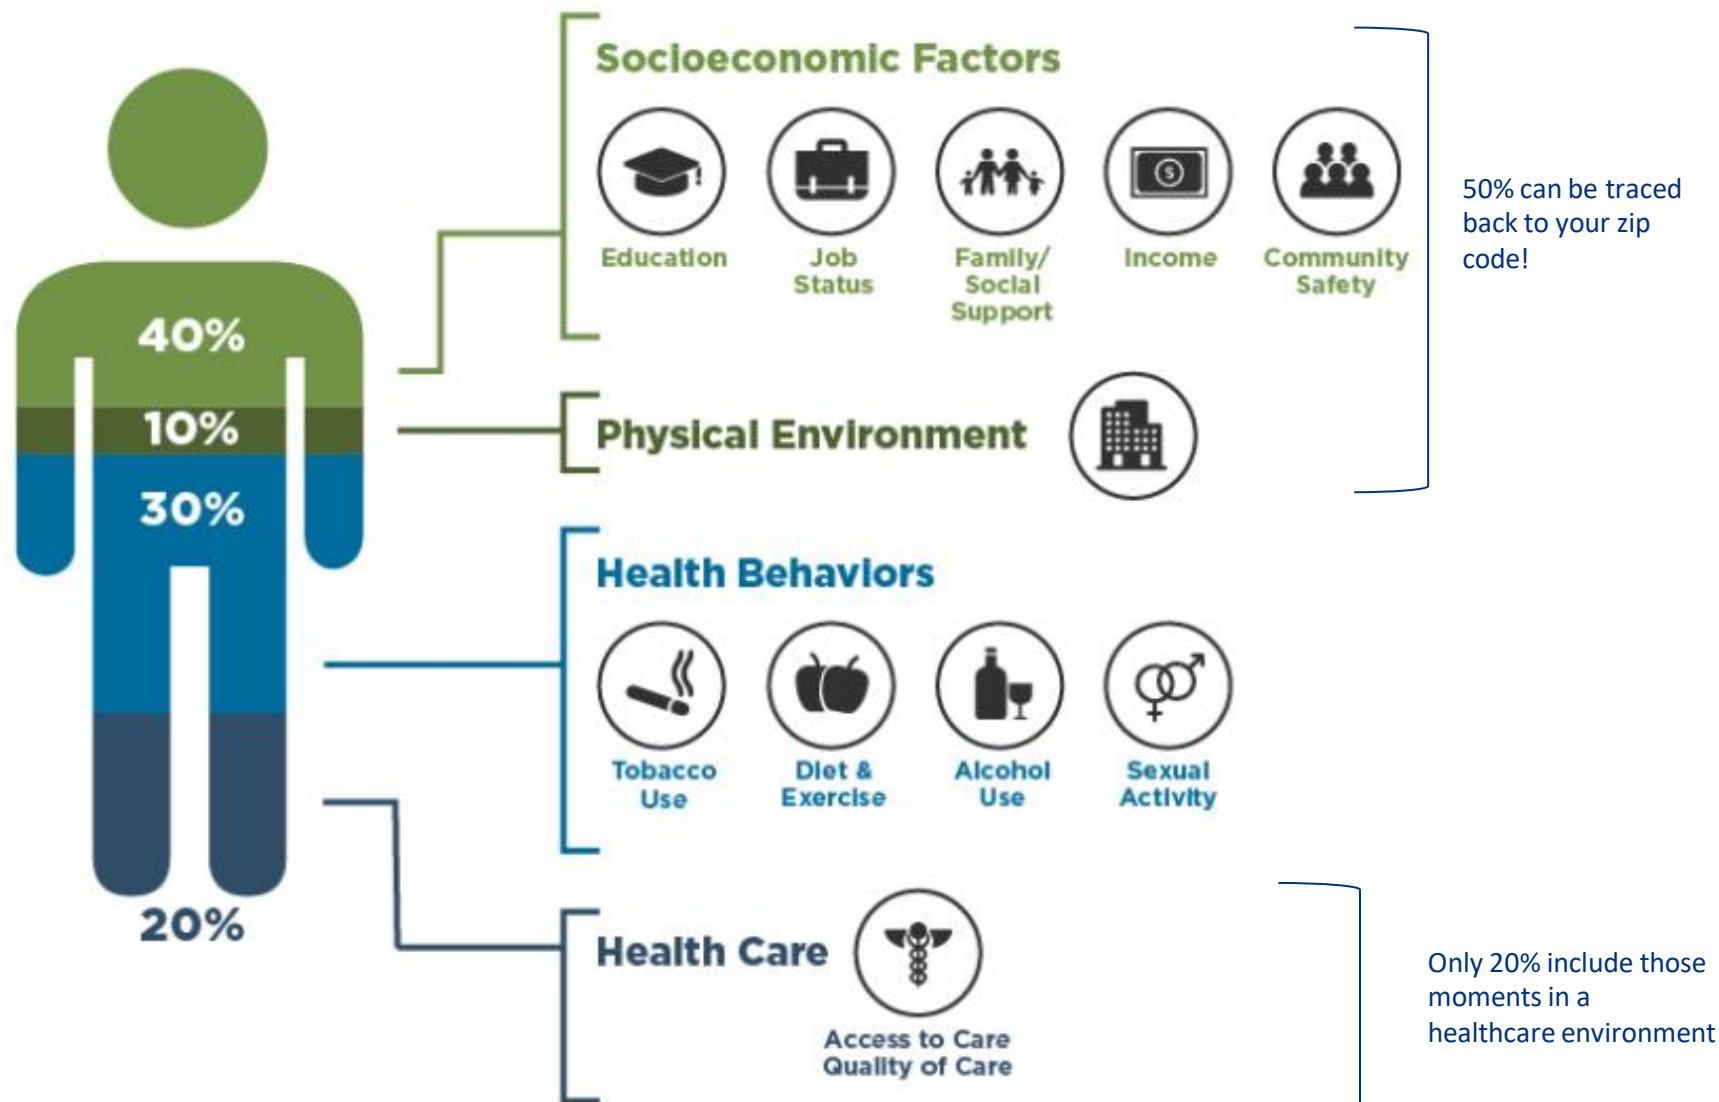 Socioeconomic Factors
Education
Job
Status
Family/
Social
Support
$
Income
Community
Safety
50% can be traced
back to your zip
code!
40%
10%
Physical Environment
30%
Health Behaviors
Tobacco
Use
Diet &
Exercise
Alcohol
Use
Sexual
Activity
20%
Health Care
Access to Care
Quality of Care
Only 20% include those
moments in a
healthcare environment